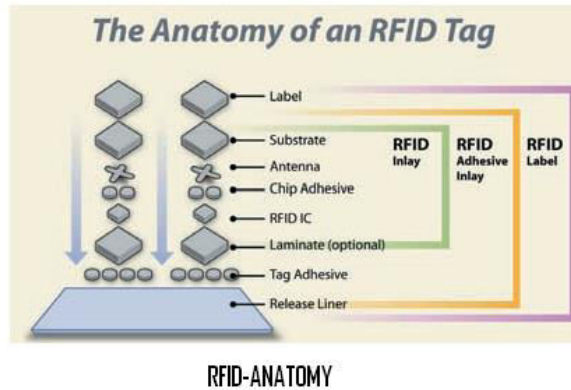 The Anatomy of an RFID Tag
Label
Substrate
Antenna
Chip Adhesive
RFID IC
Laminate (optional)
Tag Adhesive
Release Liner
RFID
Inlay
RFID
Adhesive
Inlay
RFID
Label
RFID-ANATOMY